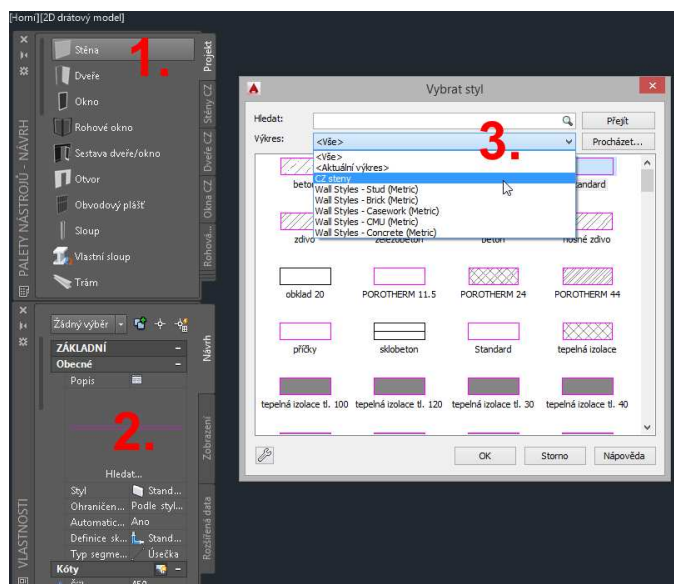 [Horní][2D drátový model]
Stěna
1.
Dveře
Okno
Rohové okno
Sestava dveře/okno
Otvor
Obvodový plášť
Sloup
Vlastní sloup
Trám
Projekt
Stěny CZ
Dveře CZ
Okna CZ
Rohová...
PALETY NÁSTROJŮ - NÁVRH
Žádný výběr
ZÁKLADNÍ
Obecné
Popis
2.
Hledat...
Styl Stand...
Ohraničen... Podle styl...
Automatic... Ano
Definice sk... Stand...
Typ segme... Úsečka
Kóty
450
Návrh
Zobrazení
Rozšířená data
VLASTNOSTI
Vybrat styl
Hledat:
Přejít
3.
Výkres:
<Vše>
Procházet...
<Vše>
<Aktuální výkres>
CZ steny
Wall Styles - Stud (Metric)
Wall Styles - Brick (Metric)
Wall Styles - Casework (Metric)
Wall Styles - CMU (Metric)
Wall Styles - Concrete (Metric)
zdivo železobeton beton nosné zdivo
obklad 20 POROTHERM 11.5 POROTHERM 24 POROTHERM 44
příčky sklobeton Standard tepelná izolace
tepelná izolace tl. 100 tepelná izolace tl. 120 tepelná izolace tl. 30 tepelná izolace tl. 40
OK Storno Nápověda